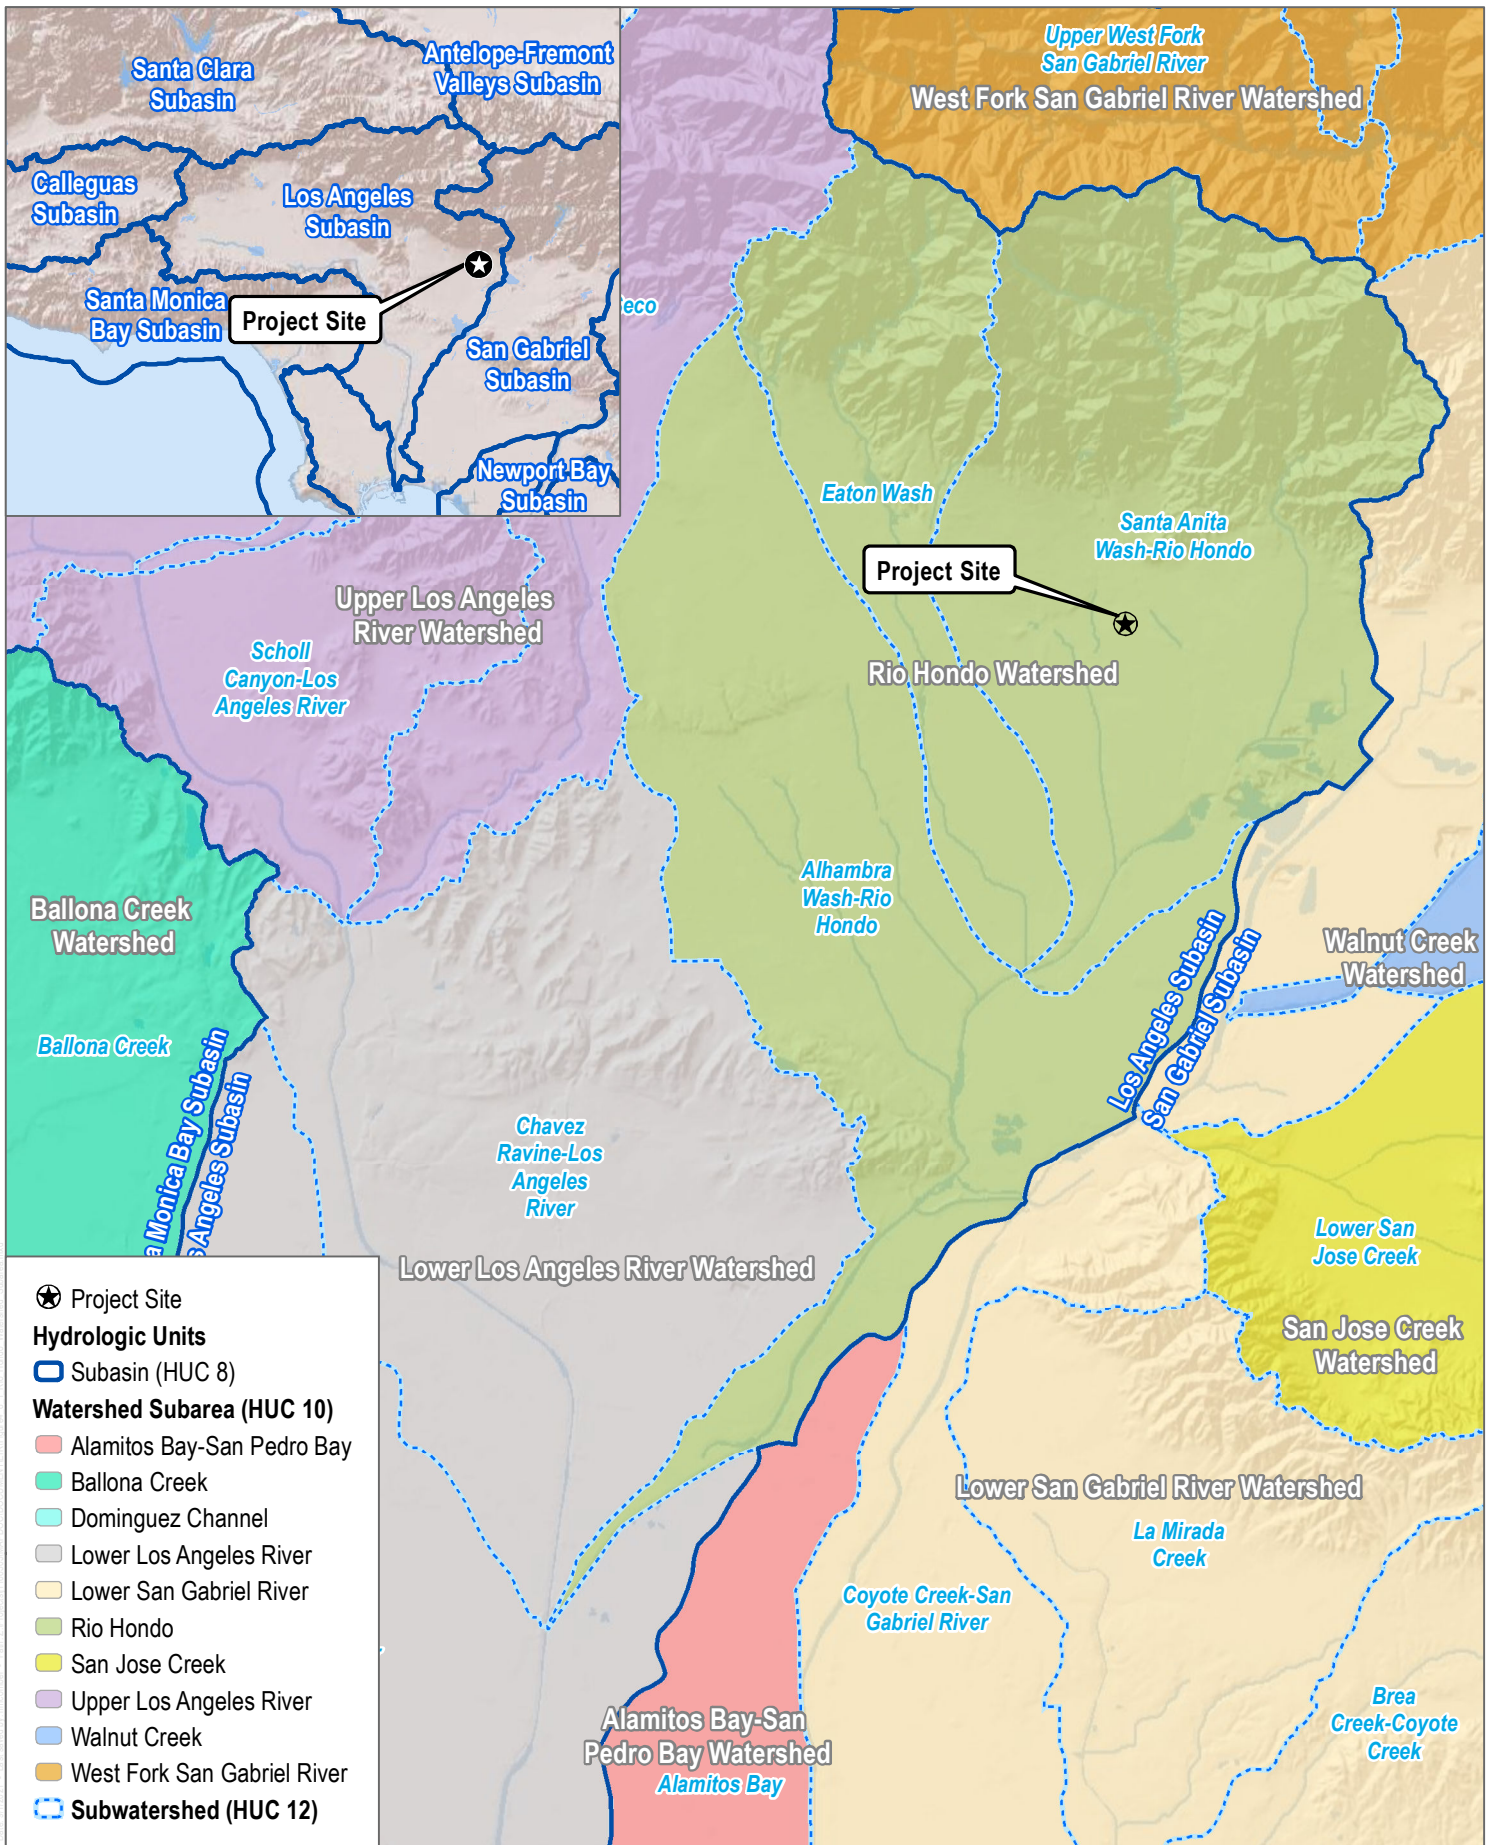 Santa Clara
Subasin
Antelope-Fremont
Valleys Subasin
Calleguas
Subasin
Los Angeles
Subasin
Santa Monica
Bay Subasin
Project Site
San Gabriel
Subasin
Newport Bay
Subasin
Upper West Fork
San Gabriel River
West Fork San Gabriel River Watershed
eco
Eaton Wash
Santa Anita
Wash-Rio Hondo
Project Site
Rio Hondo Watershed
Upper Los Angeles
River Watershed
Scholl
Canyon-Los
Angeles River
Alhambra
Wash-Rio
Hondo
Ballona Creek
Watershed
Ballona Creek
Walnut Creek
Watershed
Los Angeles Subasin
San Gabriel Subasin
a Monica Bay Subasin
s Angeles Subasin
Chavez
Ravine-Los
Angeles
River
Lower Los Angeles River Watershed
Lower San
Jose Creek
San Jose Creek
Watershed
Lower San Gabriel River Watershed
La Mirada
Creek
Coyote Creek-San
Gabriel River
Brea
Creek-Coyote
Creek
Alamitos Bay-San
Pedro Bay Watershed
Alamitos Bay
Project Site
Hydrologic Units
Subasin (HUC 8)
Watershed Subarea (HUC 10)
Alamitos Bay-San Pedro Bay
Ballona Creek
Dominguez Channel
Lower Los Angeles River
Lower San Gabriel River
Rio Hondo
San Jose Creek
Upper Los Angeles River
Walnut Creek
West Fork San Gabriel River
Subwatershed (HUC 12)